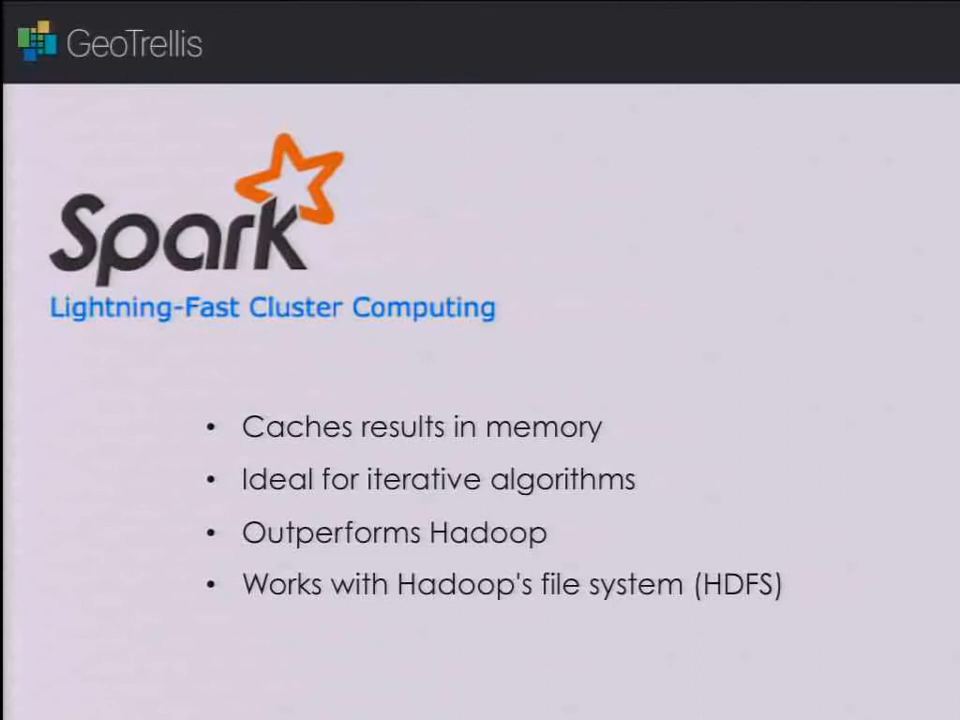 GeoTrellis
Spark
Lightning-Fast Cluster Computing
• Caches results in memory
• Ideal for iterative algorithms
• Outperforms Hadoop
• Works with Hadoop's file system (HDFS)